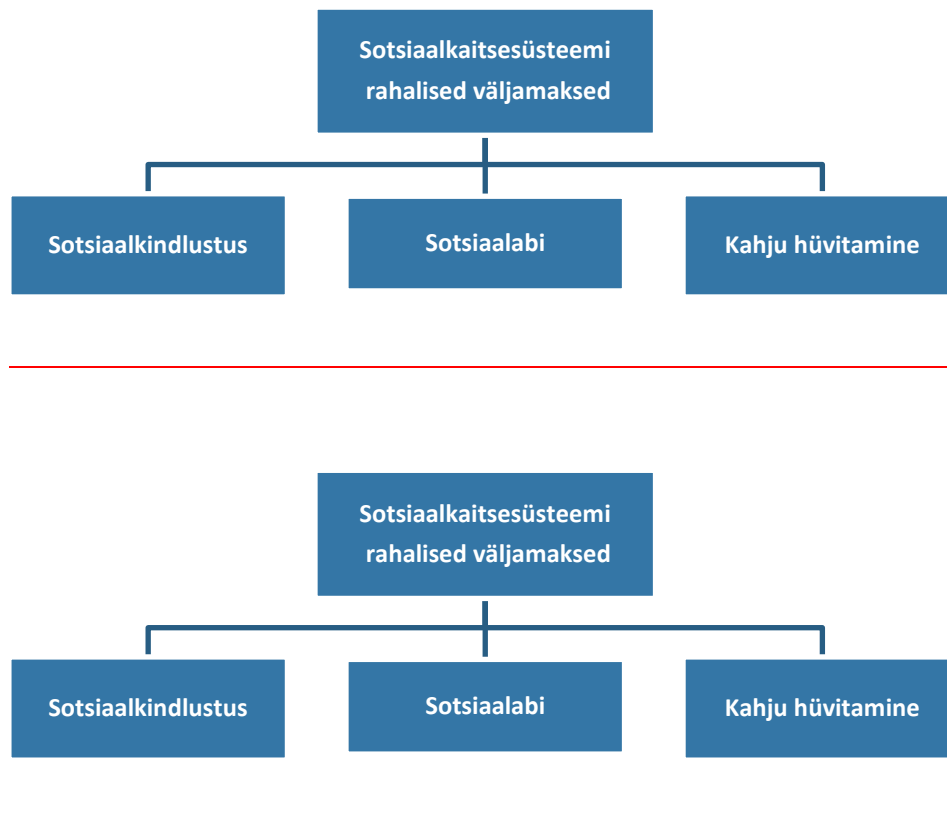 Sotsiaalkaitsesüsteemi
rahalised väljamaksed
Sotsiaalkindlustus
Sotsiaalabi
Kahju hüvitamine
Sotsiaalkaitsesüsteemi
rahalised väljamaksed
Sotsiaalkindlustus
Sotsiaalabi
Kahju hüvitamine